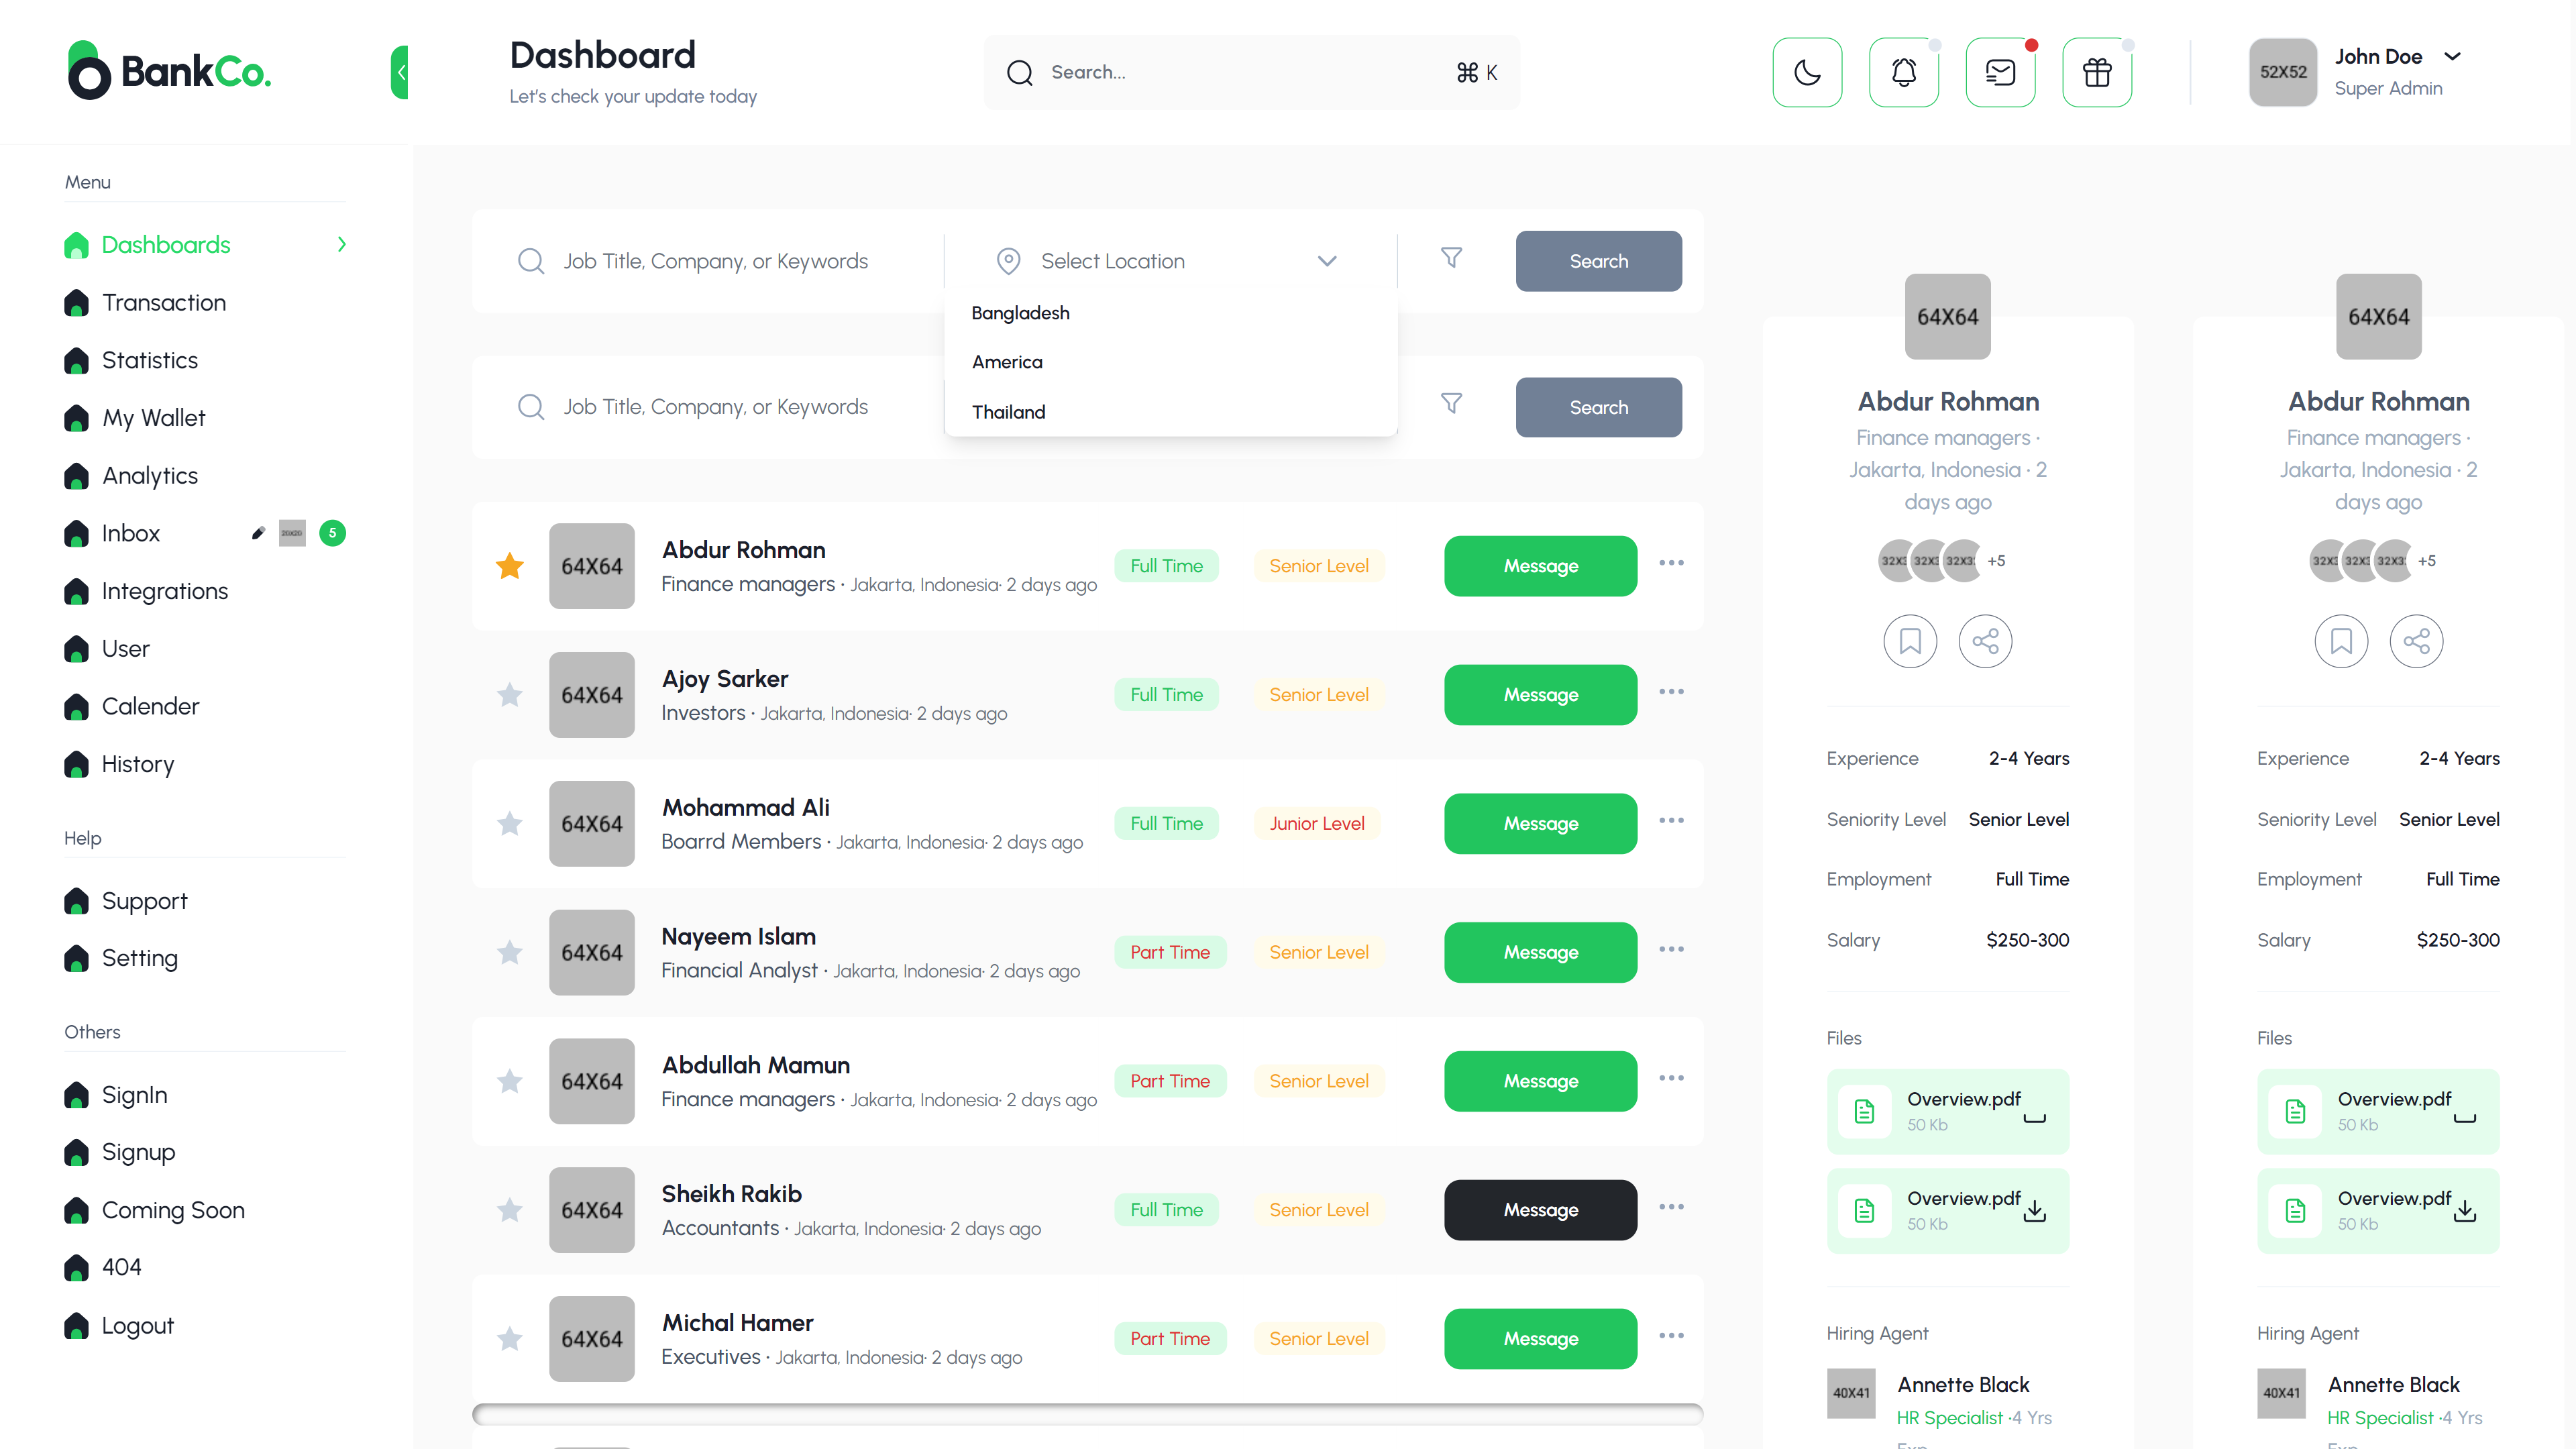 BankCo.
Dashboard
Let's check your update today
Search...
⌘ K
52X52
John Doe
Super Admin
Menu
Dashboards
Transaction
Statistics
My Wallet
Analytics
Inbox
5
Integrations
User
Calender
History
Help
Support
Setting
Others
SignIn
Signup
Coming Soon
404
Logout
Job Title, Company, or Keywords
Select Location
Search
Bangladesh
America
Thailand
Job Title, Company, or Keywords
Search
64X64
Abdur Rohman
Finance managers · Jakarta, Indonesia· 2 days ago
Full Time
Senior Level
Message
64X64
Ajoy Sarker
Investors · Jakarta, Indonesia· 2 days ago
Full Time
Senior Level
Message
64X64
Mohammad Ali
Boarrd Members · Jakarta, Indonesia· 2 days ago
Full Time
Junior Level
Message
64X64
Nayeem Islam
Financial Analyst · Jakarta, Indonesia· 2 days ago
Part Time
Senior Level
Message
64X64
Abdullah Mamun
Finance managers · Jakarta, Indonesia· 2 days ago
Part Time
Senior Level
Message
64X64
Sheikh Rakib
Accountants · Jakarta, Indonesia· 2 days ago
Full Time
Senior Level
Message
64X64
Michal Hamer
Executives · Jakarta, Indonesia· 2 days ago
Part Time
Senior Level
Message
64X64
Abdur Rohman
Finance managers ·
Jakarta, Indonesia · 2
days ago
+5
Experience
2-4 Years
Seniority Level
Senior Level
Employment
Full Time
Salary
$250-300
Files
Overview.pdf
50 Kb
Overview.pdf
50 Kb
Hiring Agent
40X41
Annette Black
HR Specialist ·4 Yrs
64X64
Abdur Rohman
Finance managers ·
Jakarta, Indonesia · 2
days ago
+5
Experience
2-4 Years
Seniority Level
Senior Level
Employment
Full Time
Salary
$250-300
Files
Overview.pdf
50 Kb
Overview.pdf
50 Kb
Hiring Agent
40X41
Annette Black
HR Specialist ·4 Yrs